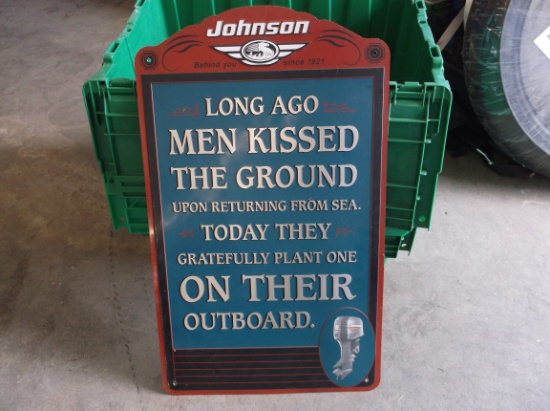 Johnson
Behind you since 1921
LONG AGO
MEN KISSED
THE GROUND
UPON RETURNING FROM SEA.
TODAY THEY
GRATEFULLY PLANT ONE
ON THEIR
OUTBOARD.